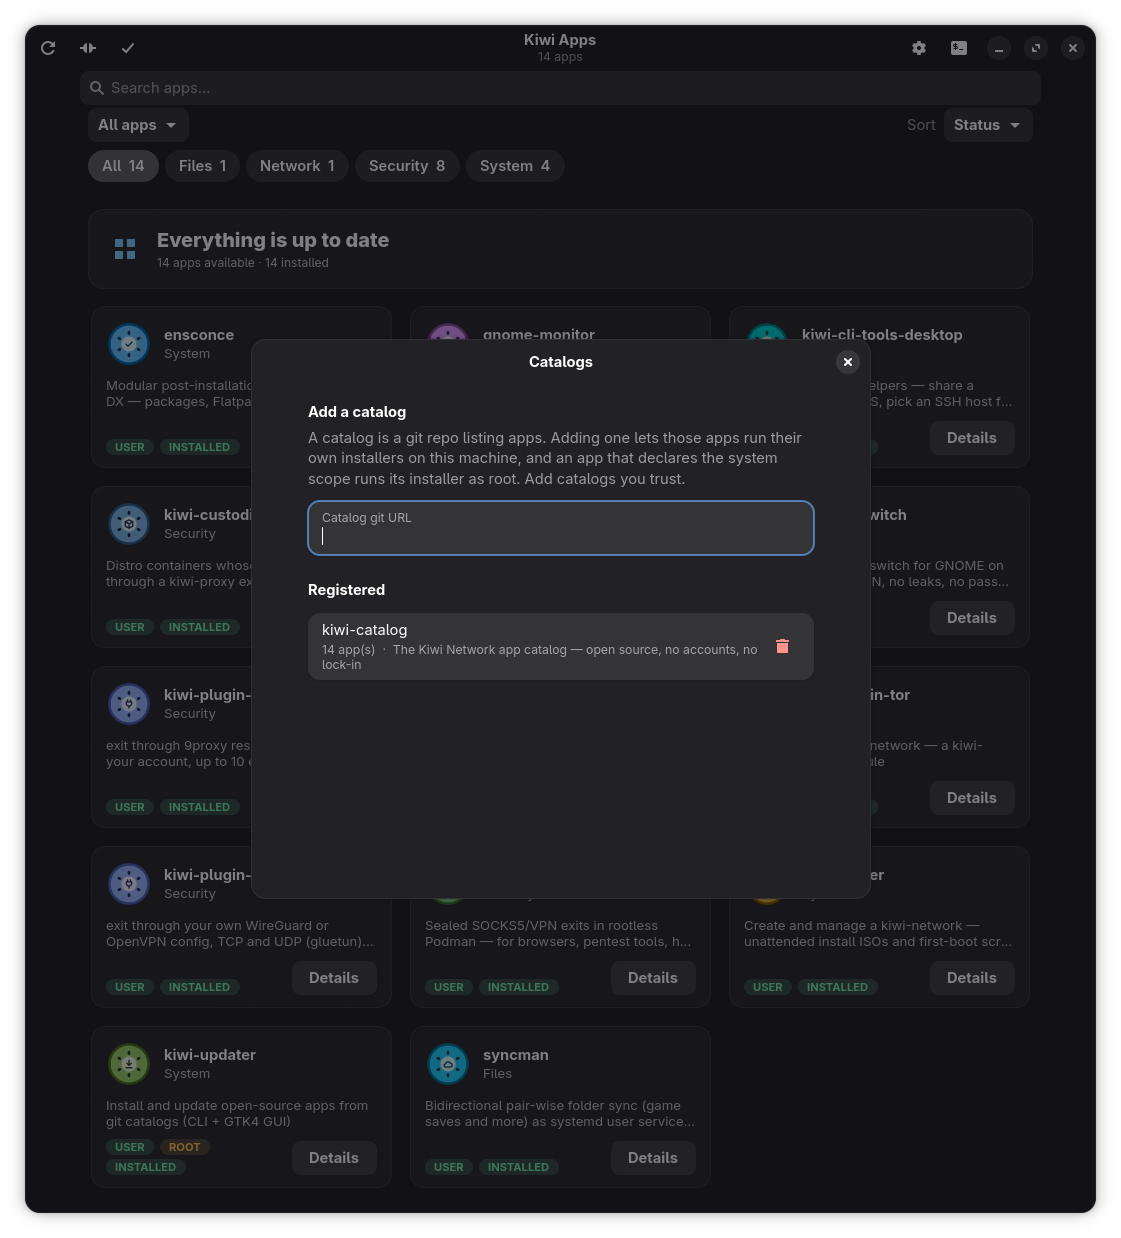 Kiwi Apps
14 apps
Search apps...
All apps
Sort Status
All 14 Files 1 Network 1 Security 8 System 4
Everything is up to date
14 apps available · 14 installed
ensconce
System
Modular post-installatio
DX — packages, Flatpa
USER INSTALLED
gnome-monitor
kiwi-cli-tools-desktop
elpers — share a
S, pick an SSH host f...
Details
Catalogs
Add a catalog
A catalog is a git repo listing apps. Adding one lets those apps run their
own installers on this machine, and an app that declares the system
scope runs its installer as root. Add catalogs you trust.
Catalog git URL
Registered
kiwi-catalog
14 app(s) · The Kiwi Network app catalog — open source, no accounts, no
lock-in
kiwi-custodi
Security
Distro containers whose
through a kiwi-proxy ex
USER INSTALLED
witch
switch for GNOME on
N, no leaks, no pass...
Details
kiwi-plugin-
Security
exit through 9proxy res
your account, up to 10
USER INSTALLED
in-tor
network — a kiwi-
ule
Details
kiwi-plugin-
Security
exit through your own WireGuard or
OpenVPN config, TCP and UDP (gluetun)...
USER INSTALLED
Details
Sealed SOCKS5/VPN exits in rootless
Podman — for browsers, pentest tools, h...
USER INSTALLED
Details
er
Create and manage a kiwi-network —
unattended install ISOs and first-boot scr...
USER INSTALLED
Details
kiwi-updater
System
Install and update open-source apps from
git catalogs (CLI + GTK4 GUI)
USER ROOT
INSTALLED
Details
syncman
Files
Bidirectional pair-wise folder sync (game
saves and more) as systemd user service...
USER INSTALLED
Details